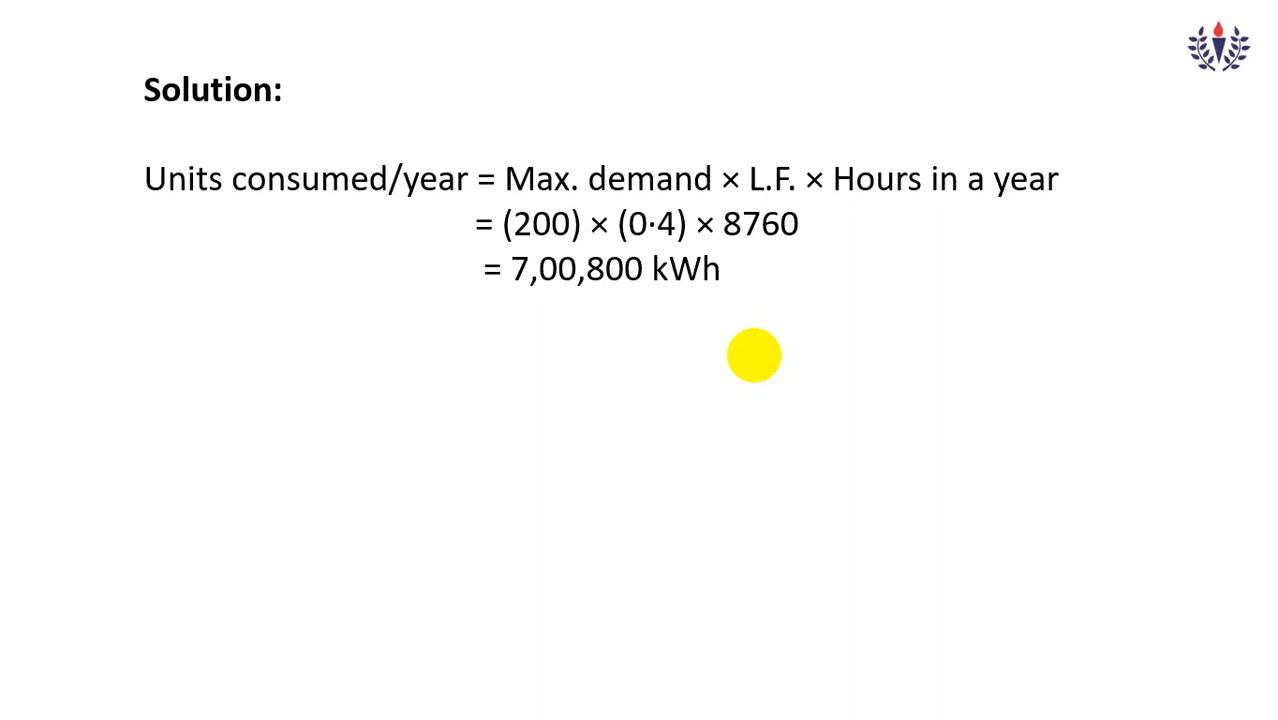 Solution:
Units consumed/year = Max. demand × L.F. × Hours in a year
= (200) × (0·4) × 8760
= 7,00,800 kWh